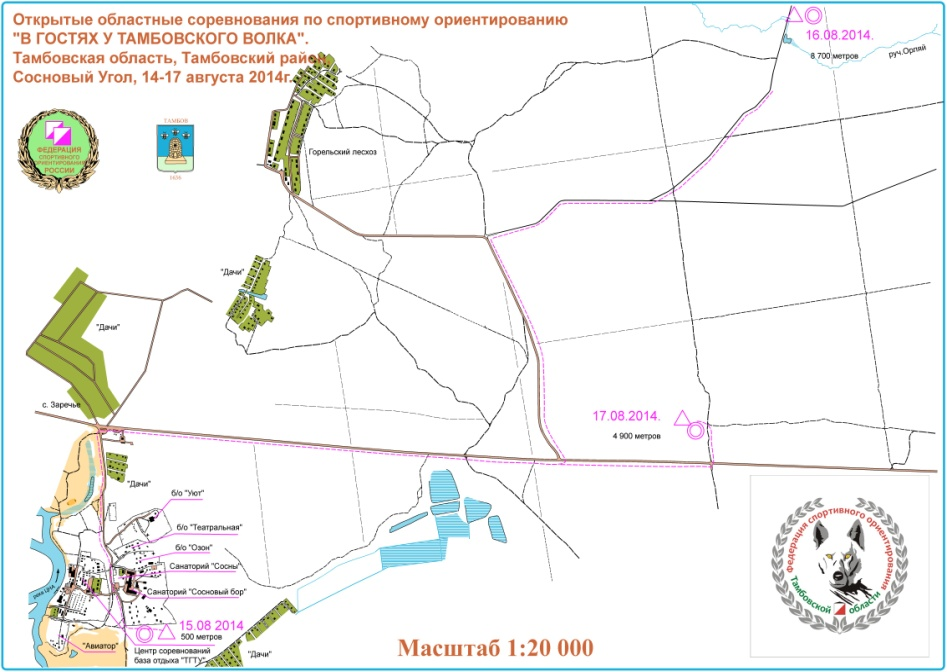 Открытые областные соревнования по спортивному ориентированию
"В ГОСТЯХ У ТАМБОВСКОГО ВОЛКА".
Тамбовская область, Тамбовский район,
Сосновый Угол, 14-17 августа 2014г.
16.08.2014.
8 700 метров
руч.Орляй
ФЕДЕРАЦИЯ
СПОРТИВНОГО
ОРИЕНТИРОВАНИЯ
РОССИИ
ТАМБОВ
1636
Горельский лесхоз
"Дачи"
"Дачи"
с. Заречье
17.08.2014.
4 900 метров
"Дачи"
б/о "Уют"
б/о "Театральная"
б/о "Озон"
Санаторий "Сосны"
Санаторий "Сосновый бор"
река Цна
15.08 2014
500 метров
"Авиатор"
Центр соревнований
база отдыха "ТГТУ"
"Дачи"
Масштаб 1:20 000
Федерация спортивного ориентирования
Тамбовской области